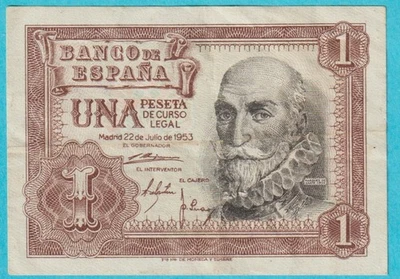 BANCO DE
ESPAÑA
1
UNA PESETA
DE CURSO
LEGAL
Madrid 22 de Julio de 1953
EL GOBERNADOR
EL INTERVENTOR
EL CAJERO
1